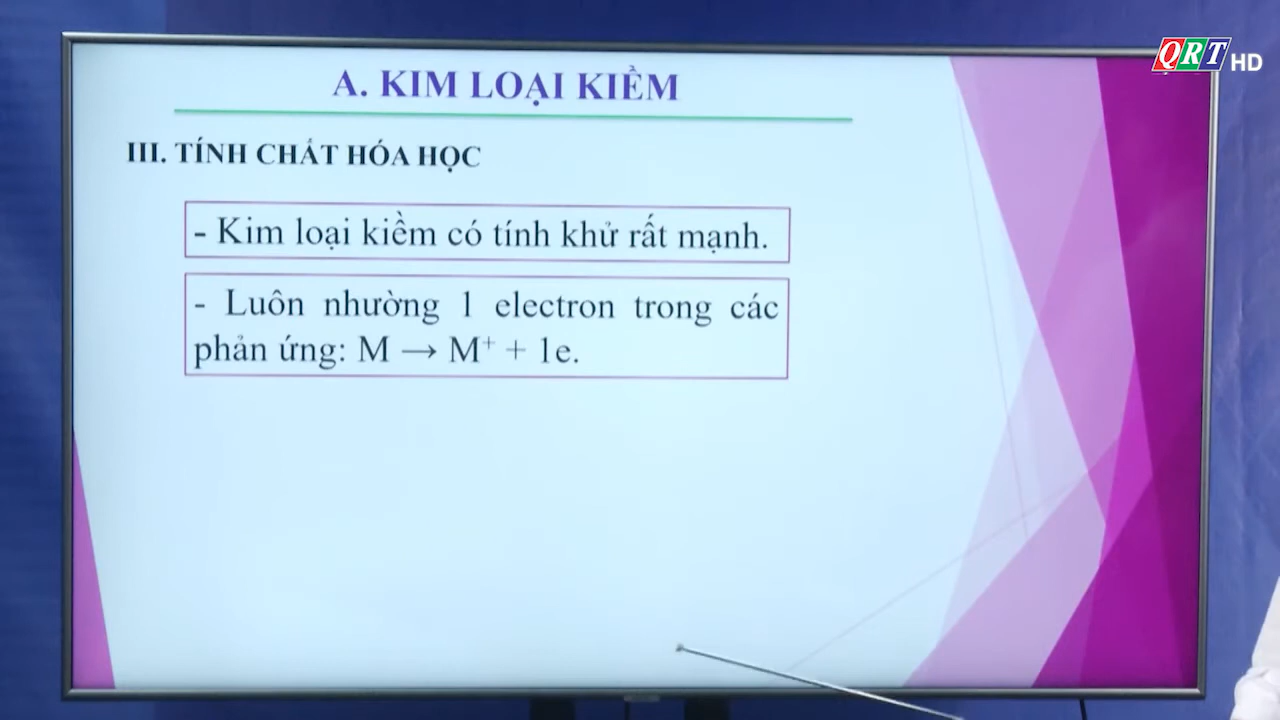 QRT HD
A. KIM LOẠI KIỀM
III. TÍNH CHẤT HÓA HỌC
- Kim loại kiềm có tính khử rất mạnh.
- Luôn nhường 1 electron trong các
phản ứng: M → M⁺ + 1e.